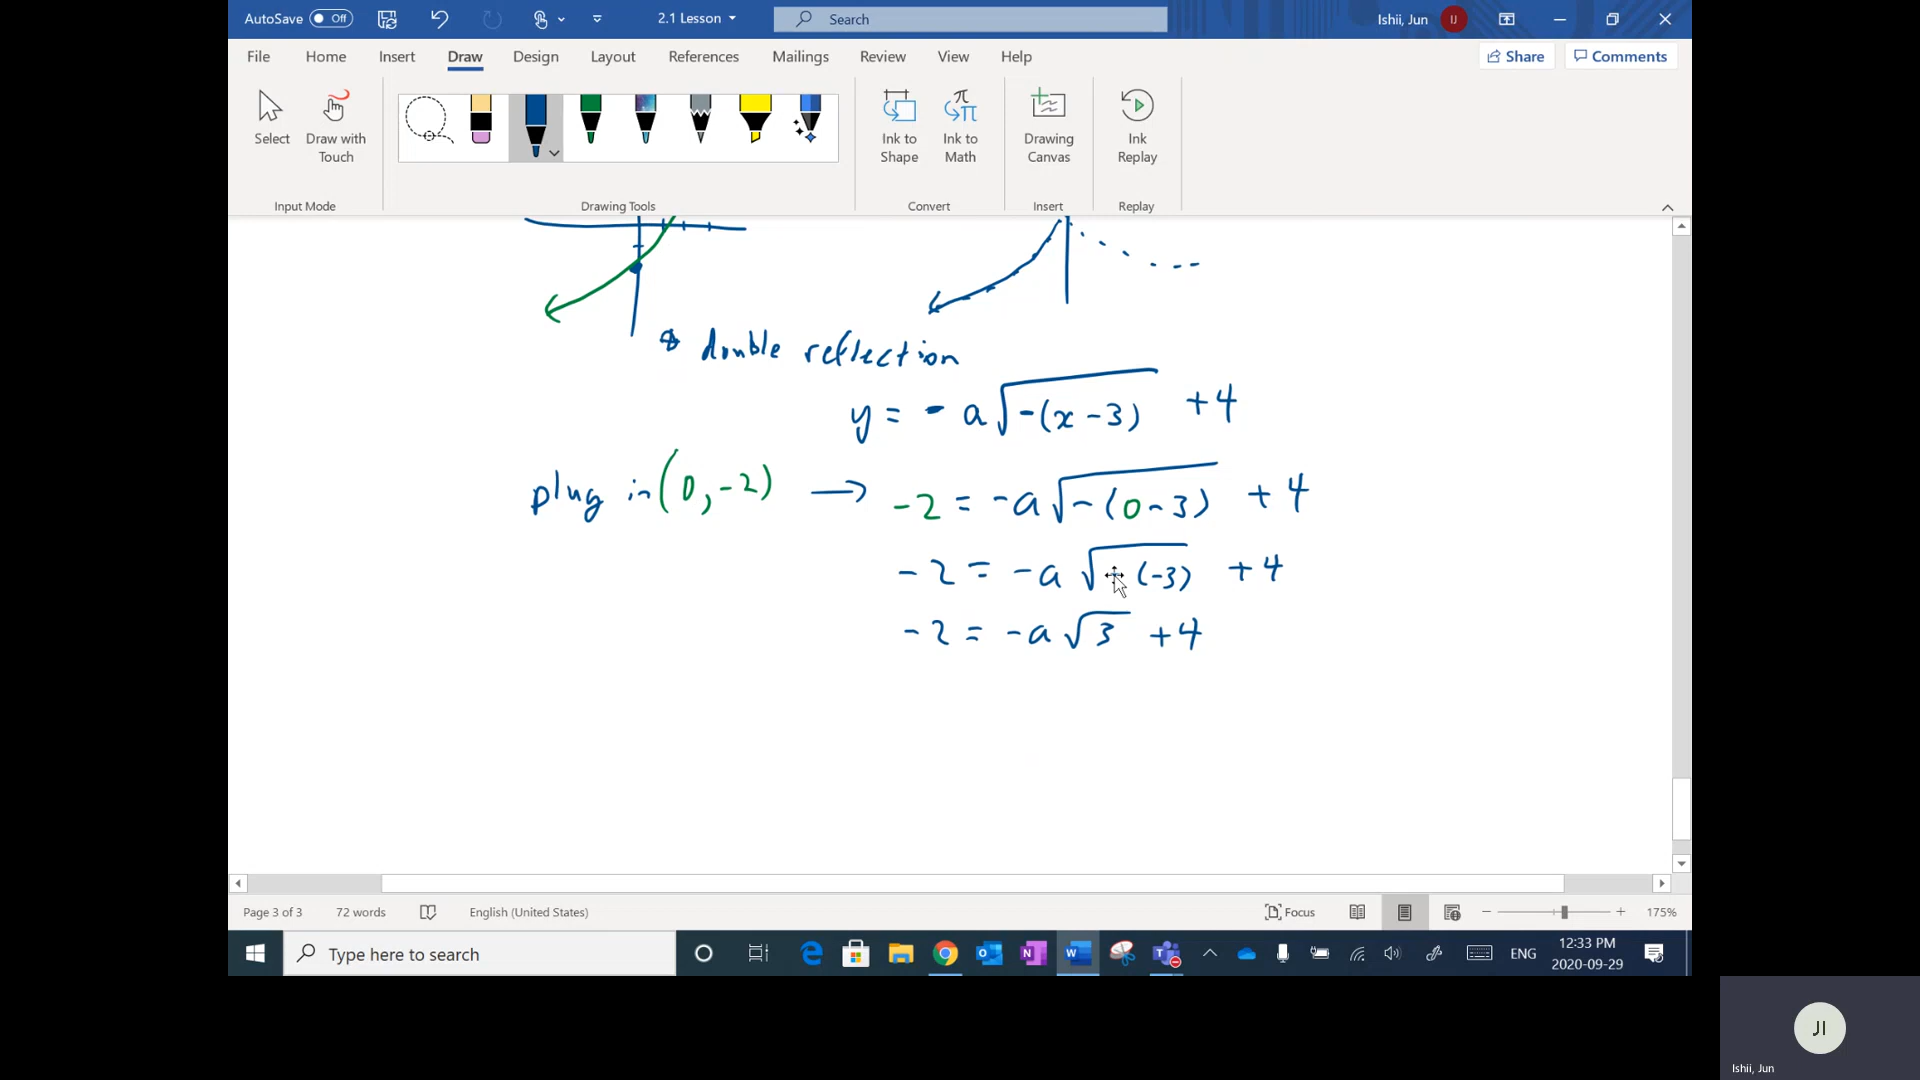 AutoSave Off 2.1 Lesson Search Ishii, Jun IJ
File Home Insert Draw Design Layout References Mailings Review View Help Share Comments
Select Draw with Touch Ink to Shape Ink to Math Drawing Canvas Ink Replay
Input Mode Drawing Tools Convert Insert Replay
double reflection
y = - a√-(x - 3) + 4
plug in (0, -2) → -2 = -a√-(0 - 3) + 4
-2 = -a√-(-3) + 4
-2 = -a√3 + 4
Page 3 of 3 72 words English (United States) Focus 175%
Type here to search ENG 12:33 PM
2020-09-29
JI
Ishii, Jun